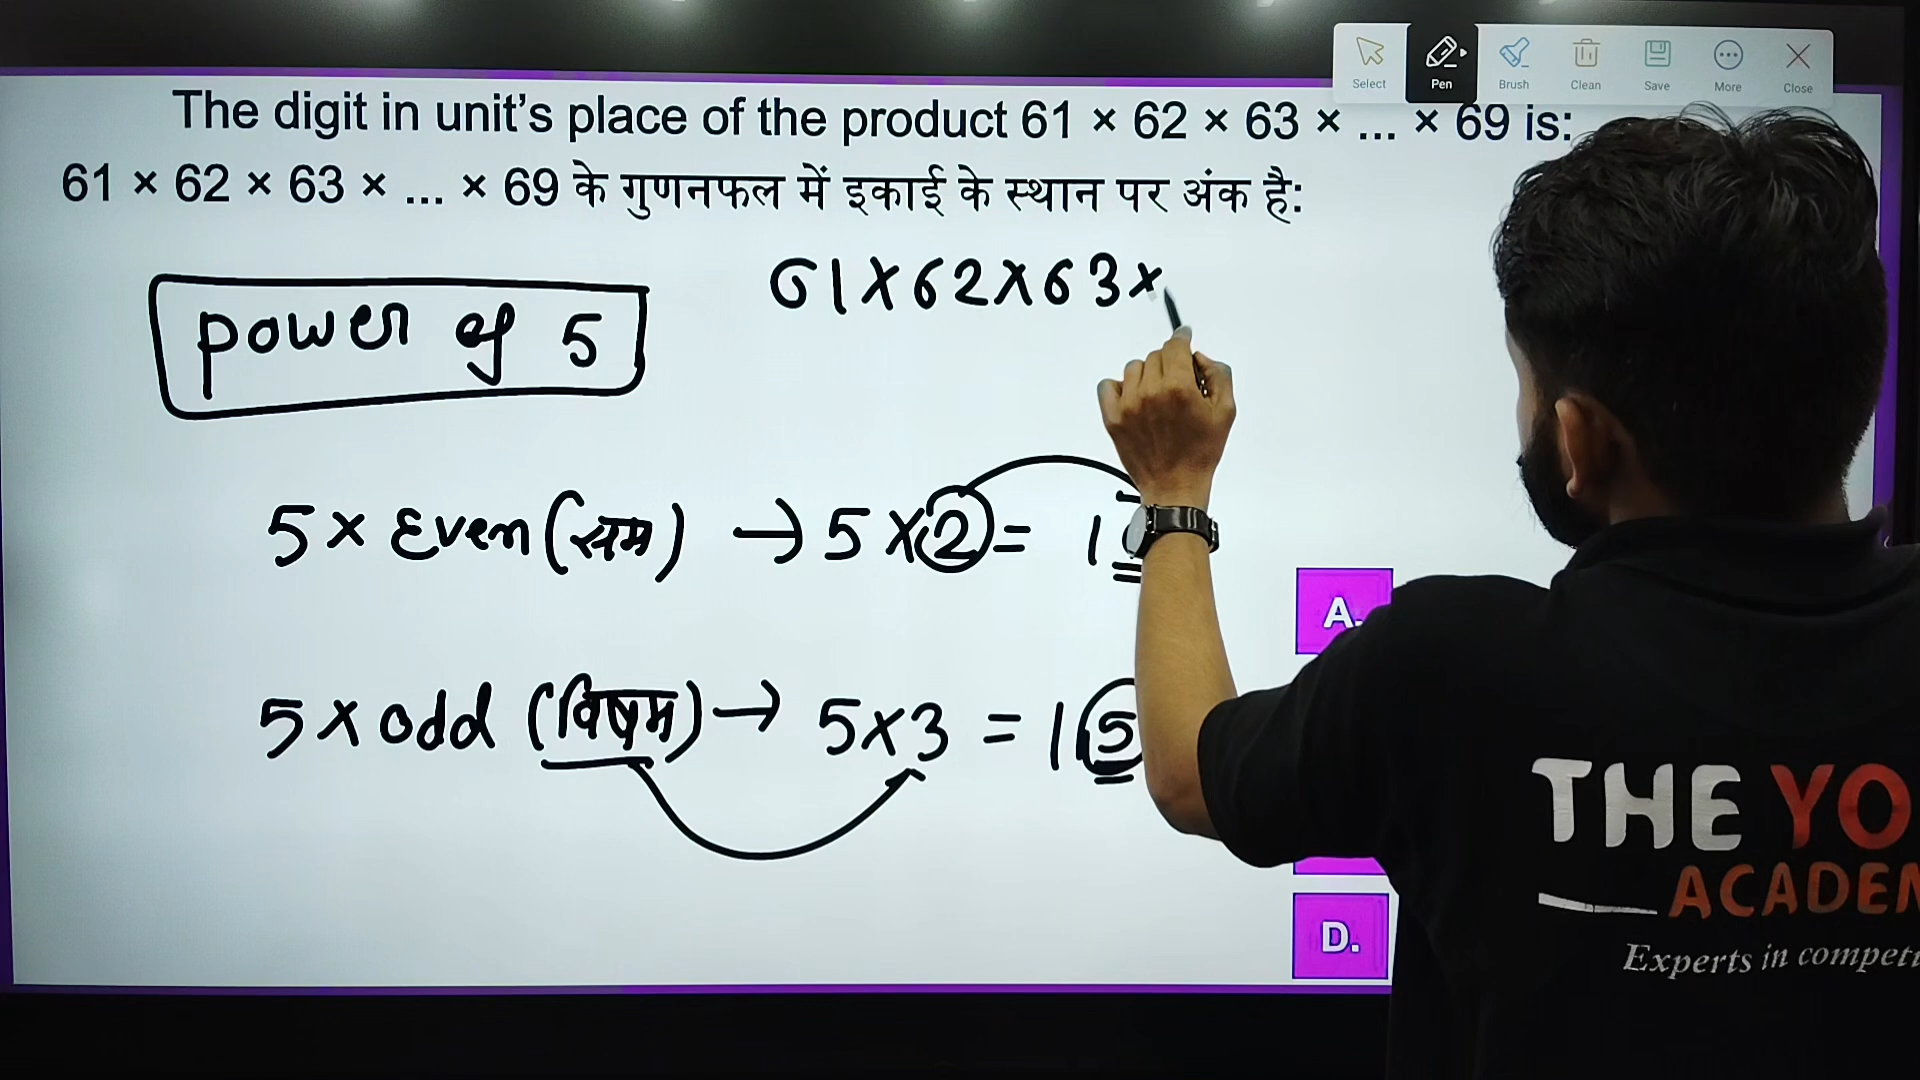 Select Pen Brush Clean Save More Close
The digit in unit's place of the product 61 × 62 × 63 × ... × 69 is:
61 × 62 × 63 × ... × 69 के गुणनफल में इकाई के स्थान पर अंक है:
61×62×63×
power of 5
5× Even (सम) → 5×2 = 1
5×odd (विषम) → 5×3 = 15
A.
D.
THE YO
ACADEM
Experts in compet